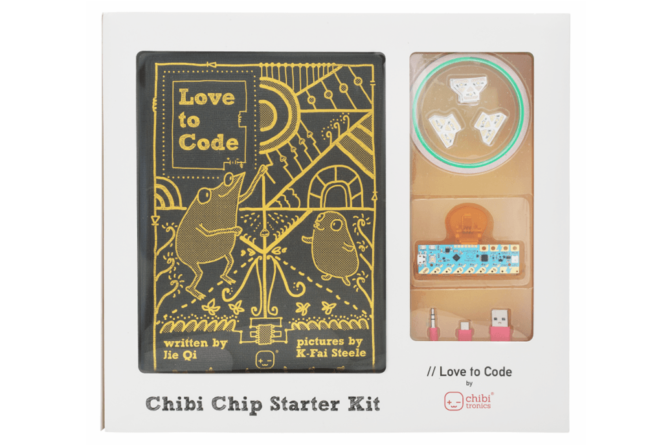 Love
to
Code
written by
Jie Qi
pictures by
K-Fai Steele
Chibi Chip Starter Kit
// Love to Code
by
chibi
tronics